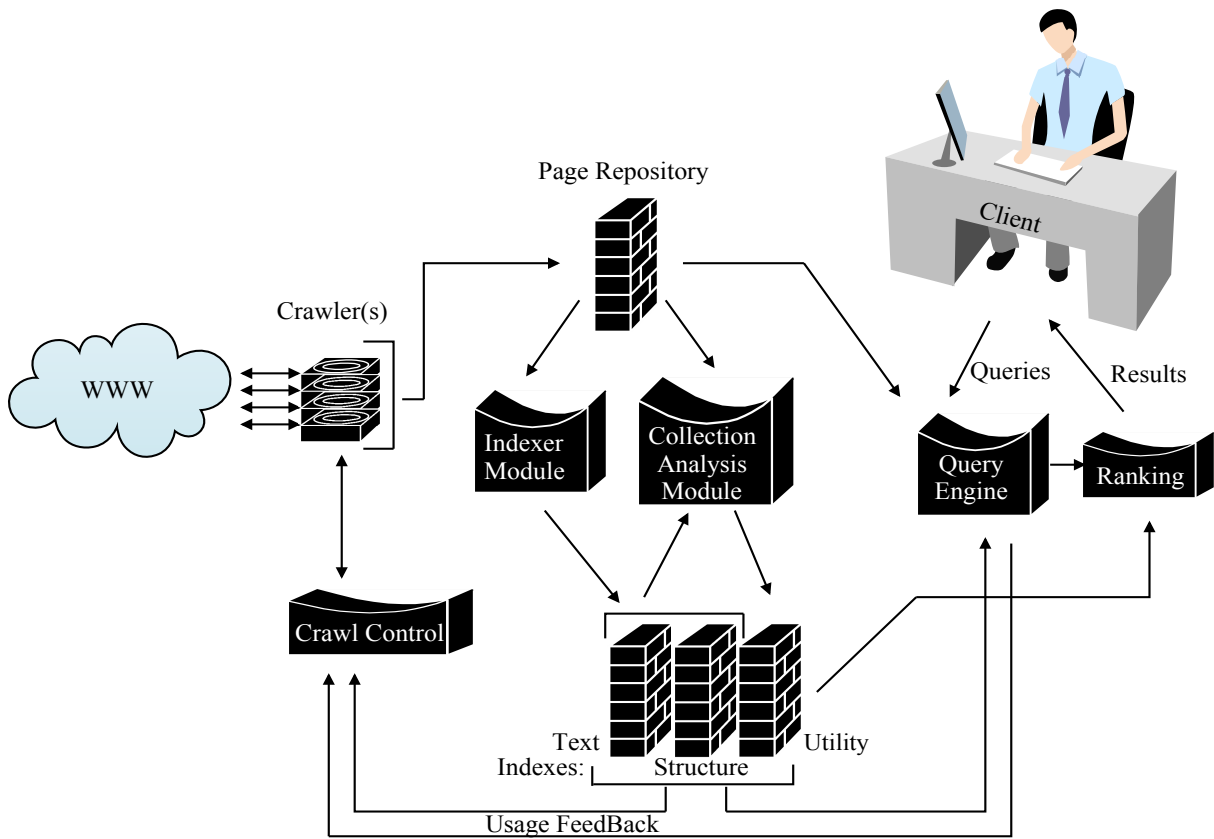 Page Repository
Client
Crawler(s)
WWW
Queries
Results
Indexer
Module
Collection
Analysis
Module
Query
Engine
Ranking
Crawl Control
Text
Utility
Indexes:
Structure
Usage FeedBack